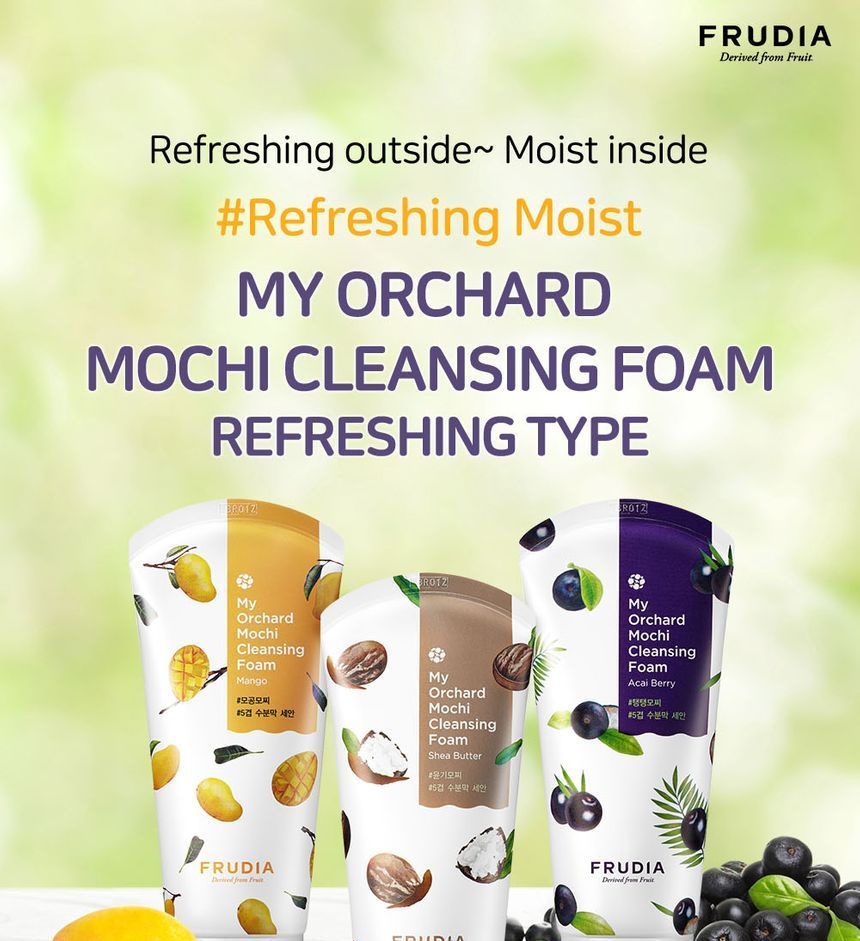 FRUDIA
Derived from Fruit.
Refreshing outside~ Moist inside
#Refreshing Moist
MY ORCHARD
MOCHI CLEANSING FOAM
REFRESHING TYPE
My
Orchard
Mochi
Cleansing
Foam
Mango
#모공모찌
#5겹 수분막 세안
FRUDIA
Derived from Fruit
BR01Z
My
Orchard
Mochi
Cleansing
Foam
Shea Butter
#윤기모찌
#5겹 수분막 세안
FRUDIA
My
Orchard
Mochi
Cleansing
Foam
Acai Berry
#탱탱모찌
#5겹 수분막 세안
FRUDIA
Derived from Fruit